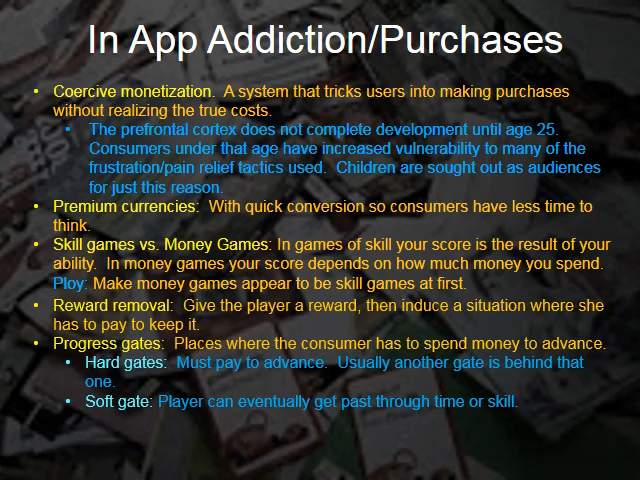 In App Addiction/Purchases
• Coercive monetization.  A system that tricks users into making purchases
without realizing the true costs.
• The prefrontal cortex does not complete development until age 25.
Consumers under that age have increased vulnerability to many of the
frustration/pain relief tactics used.  Children are sought out as audiences
for just this reason.
• Premium currencies:  With quick conversion so consumers have less time to
think.
• Skill games vs. Money Games: In games of skill your score is the result of your
ability.  In money games your score depends on how much money you spend.
Ploy: Make money games appear to be skill games at first.
• Reward removal:  Give the player a reward, then induce a situation where she
has to pay to keep it.
• Progress gates:  Places where the consumer has to spend money to advance.
• Hard gates:  Must pay to advance.  Usually another gate is behind that
one.
• Soft gate: Player can eventually get past through time or skill.